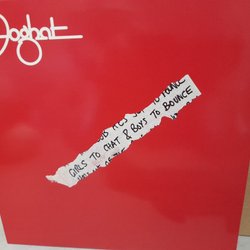 Foghat
GIRLS TO CHAT & BOYS TO BOUNCE